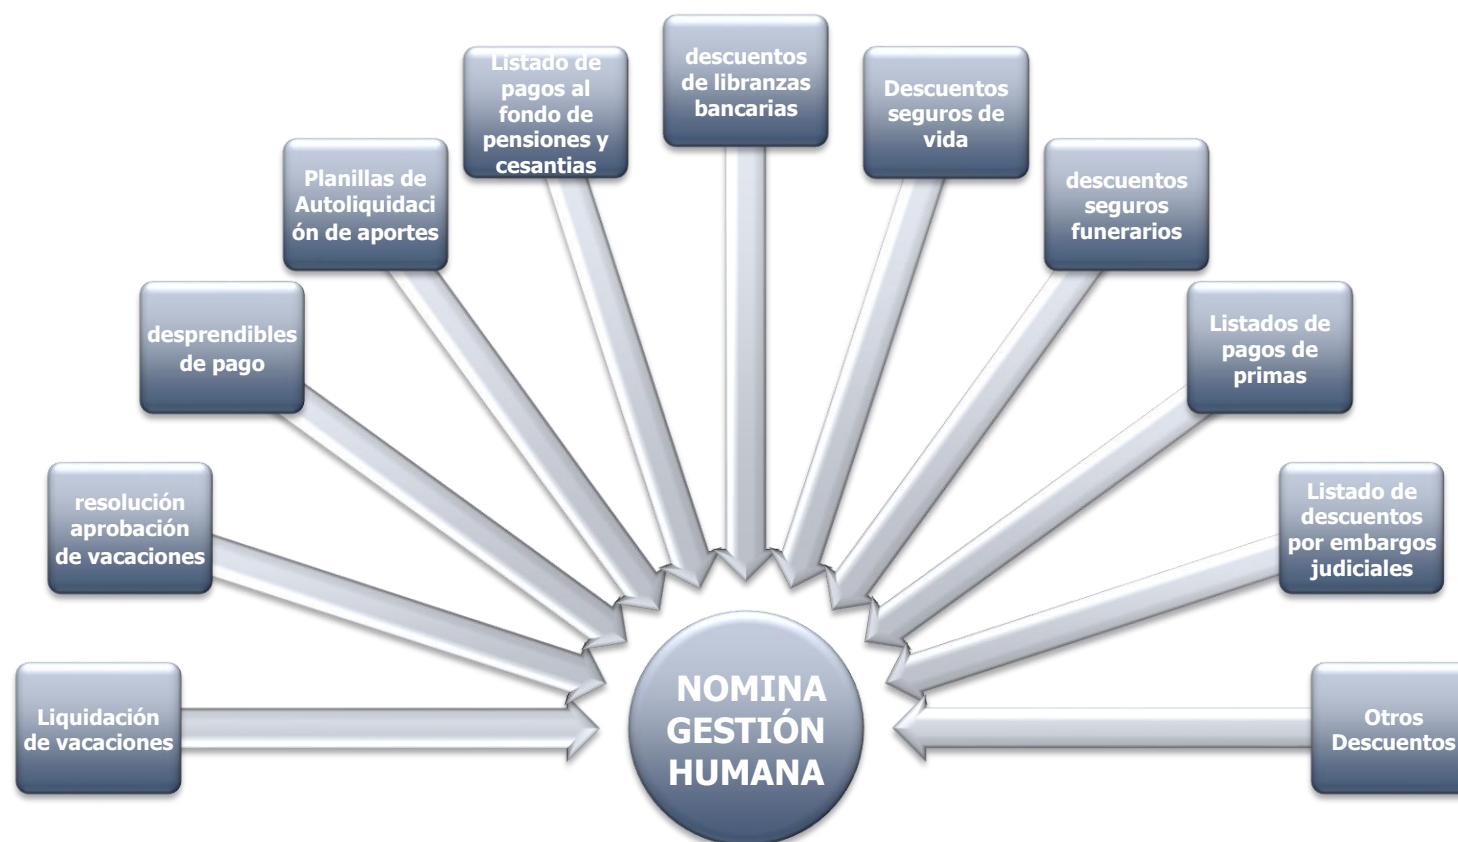 Liquidación
de vacaciones
resolución
aprobación
de vacaciones
desprendibles
de pago
Planillas de
Autoliquidaci
ón de aportes
Listado de
pagos al
fondo de
pensiones y
cesantias
descuentos
de libranzas
bancarias
Descuentos
seguros de
vida
descuentos
seguros
funerarios
Listados de
pagos de
primas
Listado de
descuentos
por embargos
judiciales
Otros
Descuentos
NOMINA
GESTIÓN
HUMANA